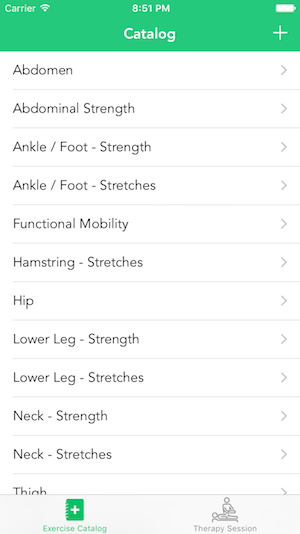 Carrier 8:51 PM
Catalog +
Abdomen
Abdominal Strength
Ankle / Foot - Strength
Ankle / Foot - Stretches
Functional Mobility
Hamstring - Stretches
Hip
Lower Leg - Strength
Lower Leg - Stretches
Neck - Strength
Neck - Stretches
Thigh
Exercise Catalog Therapy Session